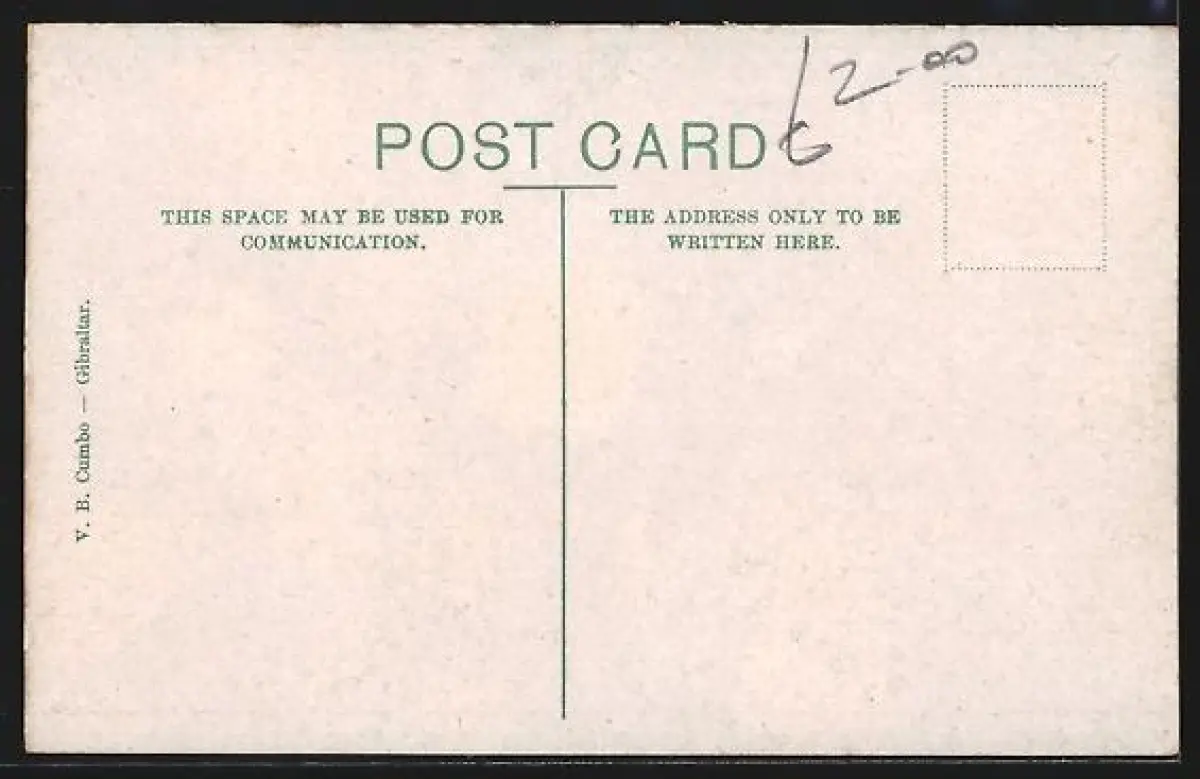 2-00
POST CARD
THIS SPACE MAY BE USED FOR
COMMUNICATION.
THE ADDRESS ONLY TO BE
WRITTEN HERE.
V. B. Cumbo — Gibraltar.